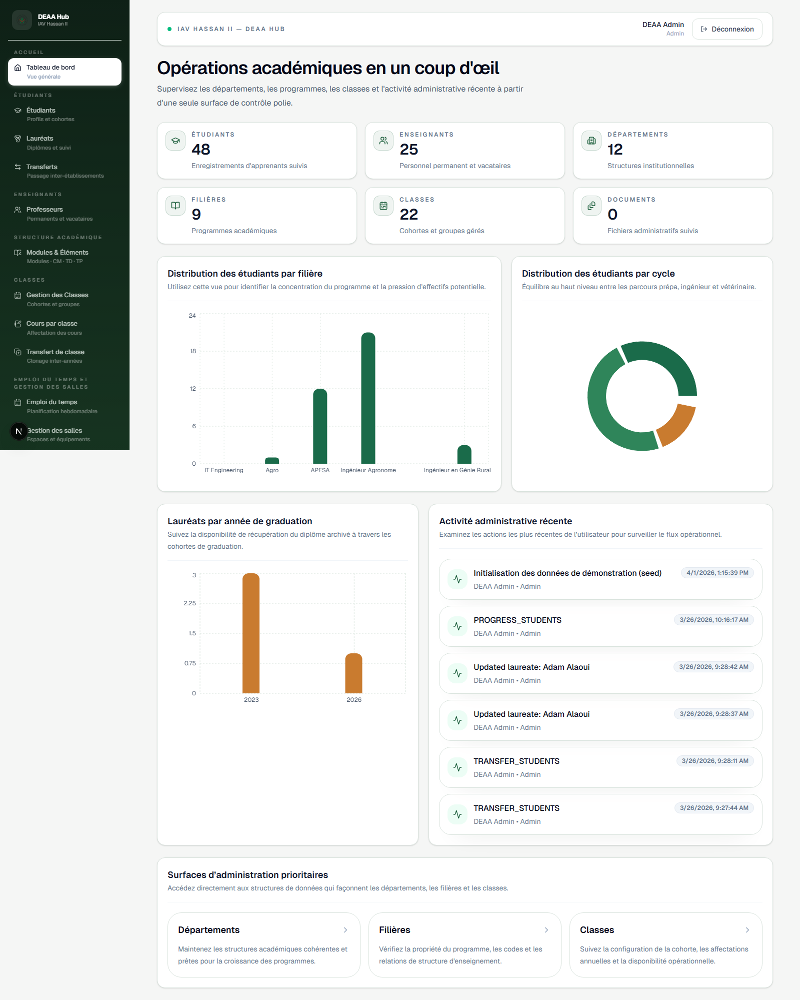 DEAA Hub
IAV Hassan II
ACCUEIL
Tableau de bord
Vue générale
ÉTUDIANTS
Étudiants
Profils et cohortes
Lauréats
Diplômes et suivi
Transferts
Passage inter-établissements
ENSEIGNANTS
Professeurs
Permanents et vacataires
STRUCTURE ACADÉMIQUE
Modules & Éléments
Modules · CM · TD · TP
CLASSES
Gestion des Classes
Cohortes et groupes
Cours par classe
Affectation des cours
Transfert de classe
Clonage inter-années
EMPLOI DU TEMPS ET
GESTION DES SALLES
Emploi du temps
Planification hebdomadaire
N
Gestion des salles
Espaces et équipements
IAV HASSAN II — DEAA HUB
DEAA Admin
Admin
Déconnexion
Opérations académiques en un coup d'œil
Supervisez les départements, les programmes, les classes et l'activité administrative récente à partir
d'une seule surface de contrôle polie.
ÉTUDIANTS
48
Enregistrements d'apprenants suivis
ENSEIGNANTS
25
Personnel permanent et vacataires
DÉPARTEMENTS
12
Structures institutionnelles
FILIÈRES
9
Programmes académiques
CLASSES
22
Cohortes et groupes gérés
DOCUMENTS
0
Fichiers administratifs suivis
Distribution des étudiants par filière
Utilisez cette vue pour identifier la concentration du programme et la pression d'effectifs potentielle.
24
18
12
6
0
IT Engineering
Agro
APESA
Ingénieur Agronome
Ingénieur en Génie Rural
Distribution des étudiants par cycle
Équilibre au haut niveau entre les parcours prépa, ingénieur et vétérinaire.
Lauréats par année de graduation
Suivez la disponibilité de récupération du diplôme archivé à travers les
cohortes de graduation.
3
2.25
1.5
0.75
0
2023
2026
Activité administrative récente
Examinez les actions les plus récentes de l'utilisateur pour surveiller le flux opérationnel.
Initialisation des données de démonstration (seed)
4/1/2026, 1:15:39 PM
DEAA Admin • Admin
PROGRESS_STUDENTS
3/26/2026, 10:16:17 AM
DEAA Admin • Admin
Updated laureate: Adam Alaoui
3/26/2026, 9:28:42 AM
DEAA Admin • Admin
Updated laureate: Adam Alaoui
3/26/2026, 9:28:37 AM
DEAA Admin • Admin
TRANSFER_STUDENTS
3/26/2026, 9:28:11 AM
DEAA Admin • Admin
TRANSFER_STUDENTS
3/26/2026, 9:27:44 AM
DEAA Admin • Admin
Surfaces d’administration prioritaires
Accédez directement aux structures de données qui façonnent les départements, les filières et les classes.
Départements
Maintenez les structures académiques cohérentes et
prêtes pour la croissance des programmes.
Filières
Vérifiez la propriété du programme, les codes et les
relations de structure d'enseignement.
Classes
Suivez la configuration de la cohorte, les affectations
annuelles et la disponibilité opérationnelle.